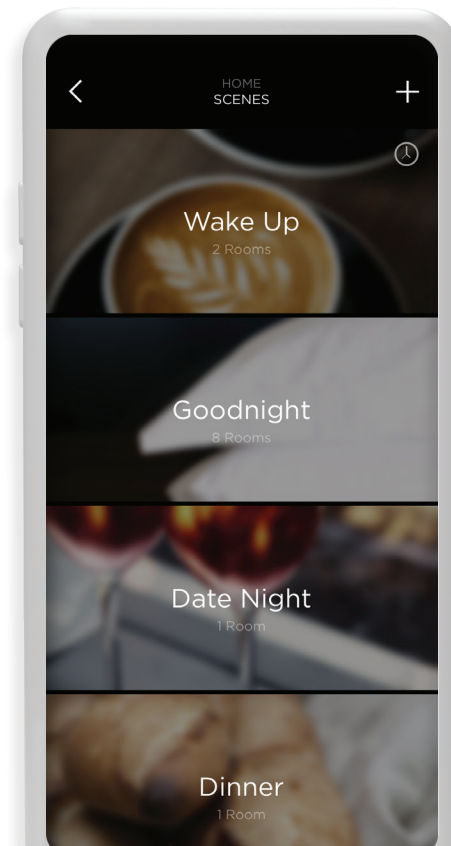 HOME
SCENES
Wake Up
2 Rooms
Goodnight
8 Rooms
Date Night
1 Room
Dinner
1 Room